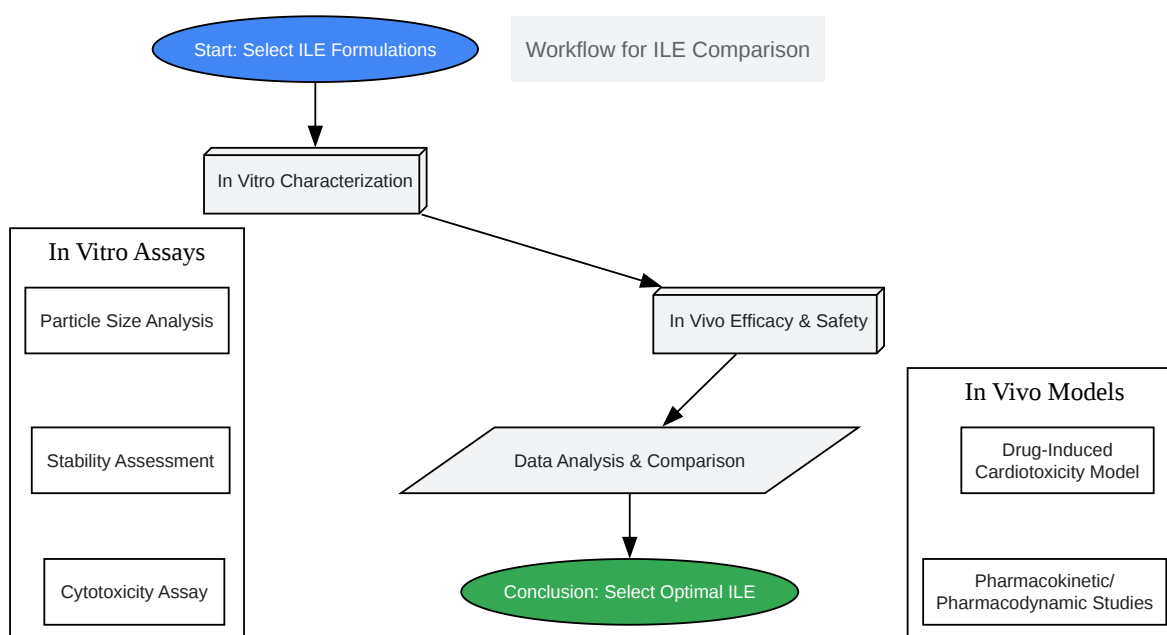 Start: Select ILE Formulations
Workflow for ILE Comparison
In Vitro Characterization
In Vitro Assays
Particle Size Analysis
Stability Assessment
Cytotoxicity Assay
In Vivo Efficacy & Safety
Data Analysis & Comparison
Conclusion: Select Optimal ILE
In Vivo Models
Drug-Induced
Cardiotoxicity Model
Pharmacokinetic/
Pharmacodynamic Studies